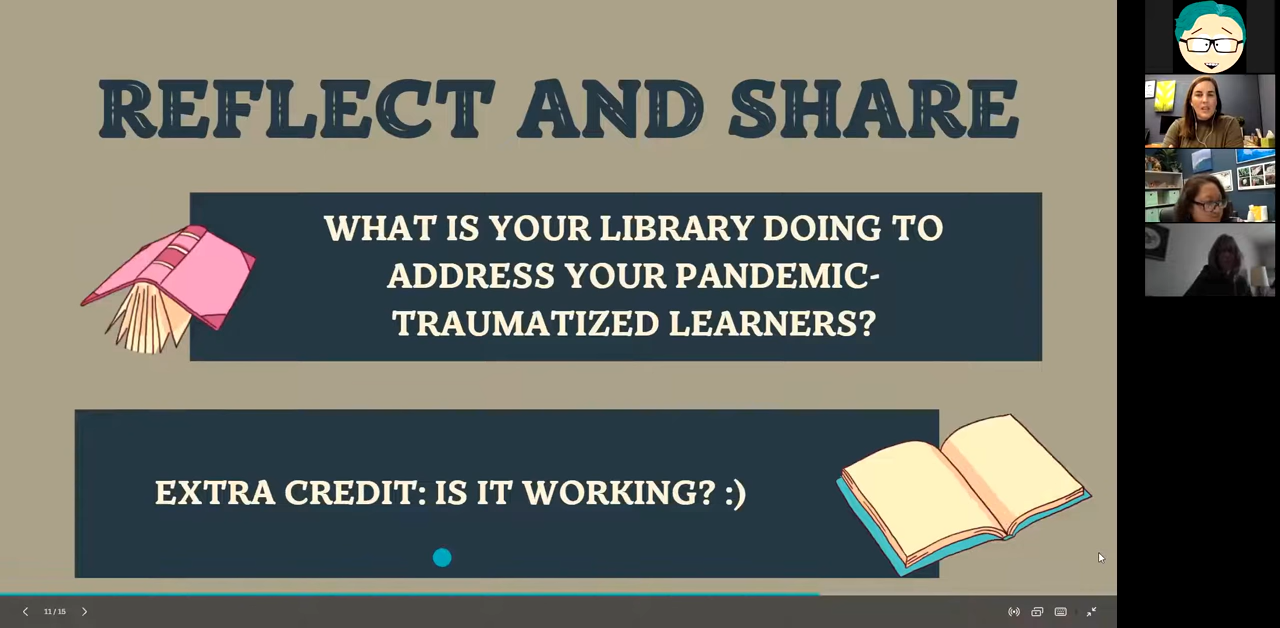 REFLECT AND SHARE
WHAT IS YOUR LIBRARY DOING TO
ADDRESS YOUR PANDEMIC-
TRAUMATIZED LEARNERS?
EXTRA CREDIT: IS IT WORKING? :)
11 / 15